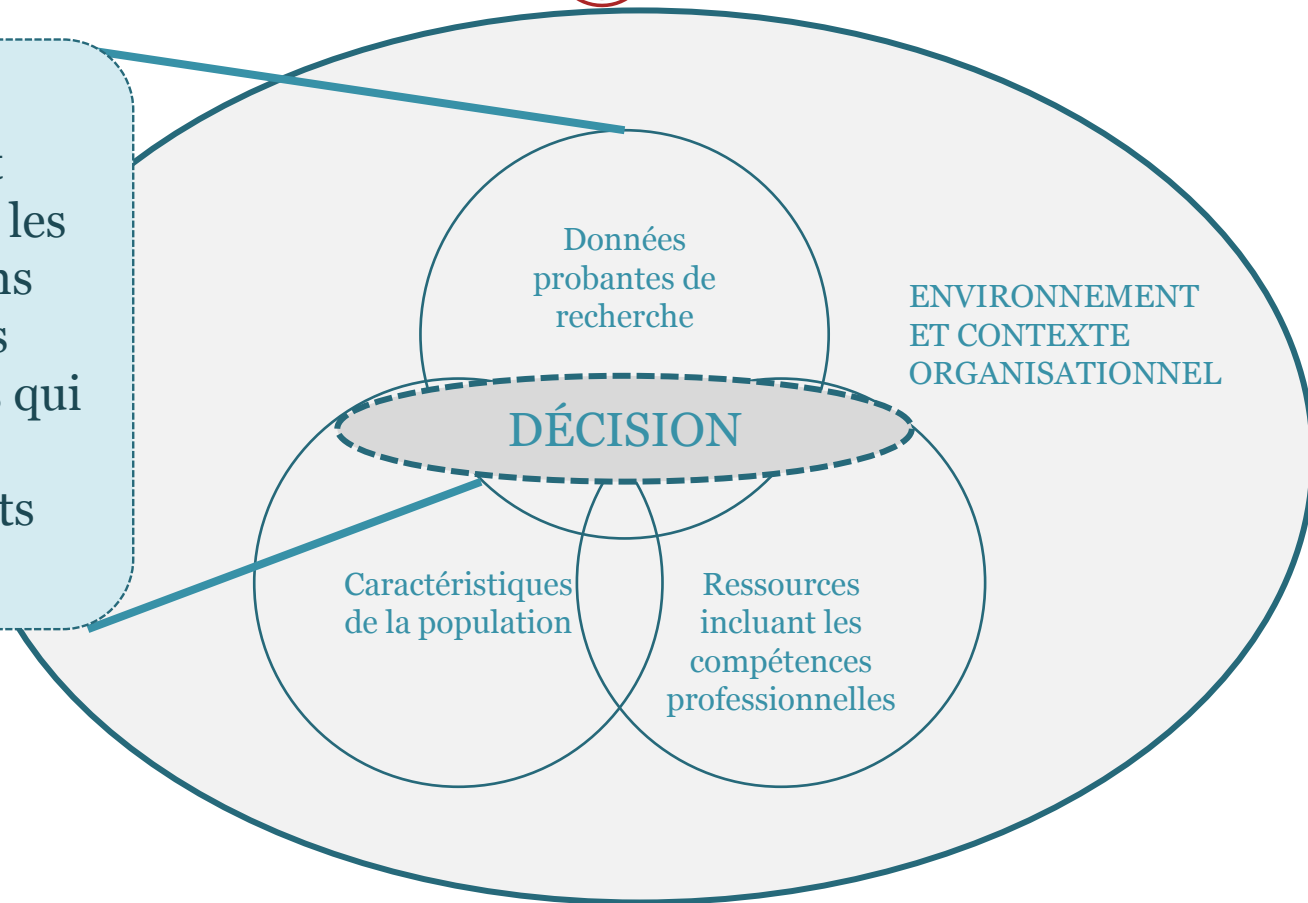 les
ns
s
qui
ts
Données
probantes de
recherche
ENVIRONNEMENT
ET CONTEXTE
ORGANISATIONNEL
DÉCISION
Caractéristiques
de la population
Ressources
incluant les
compétences
professionnelles